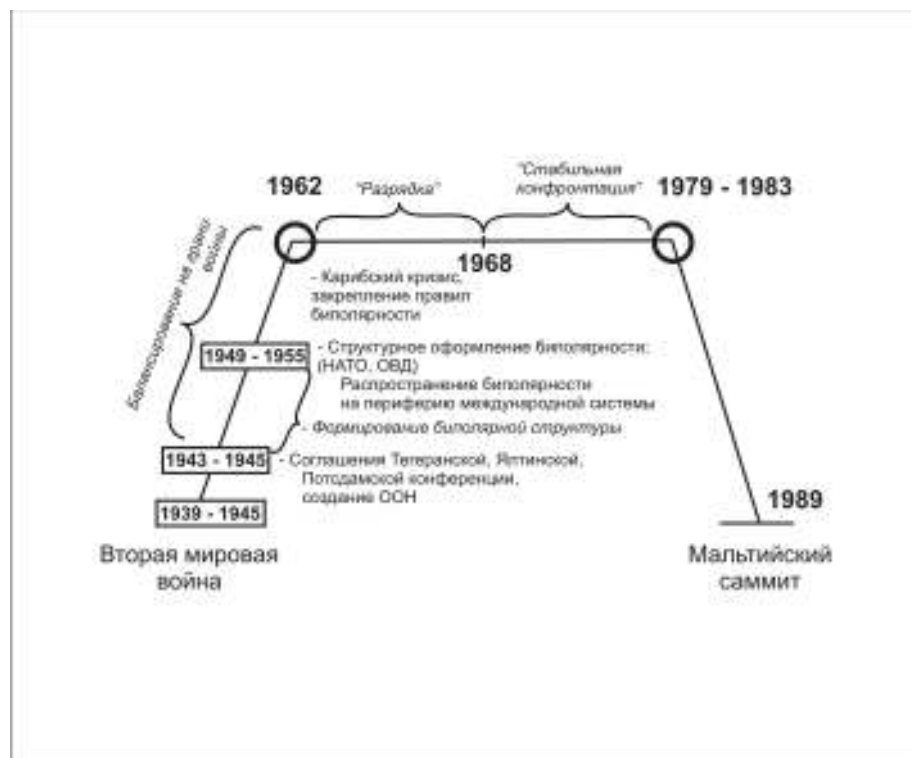 "Стабильная
конфронтация"
1962
"Разрядка"
1979 - 1983
Балансирование на грани
войны
1968
- Карибский кризис,
закрепление правил
биполярности
1949 - 1955
- Структурное оформление биполярности:
(НАТО, ОВД)
Распространение биполярности
на периферию международной системы
- Формирование биполярной структуры
1943 - 1945
- Соглашения Тегеранской, Ялтинской,
Потсдамской конференции,
создание ООН
1939 - 1945
1989
Вторая мировая
война
Мальтийский
саммит